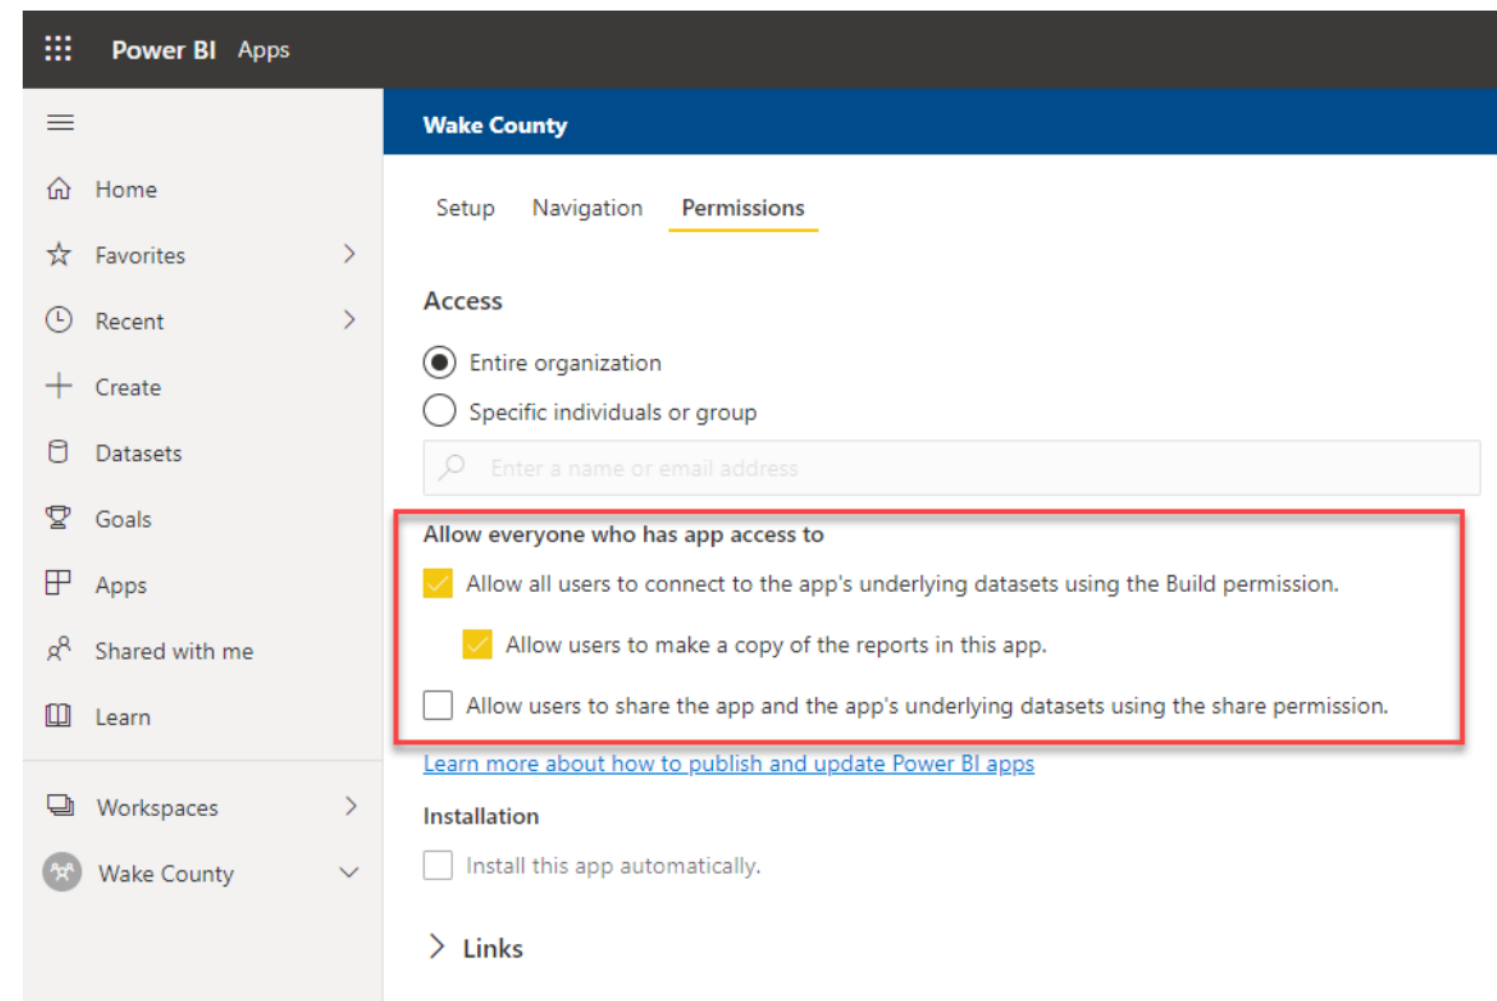 Power BI Apps
Wake County
Home
Favorites
Recent
Create
Datasets
Goals
Apps
Shared with me
Learn
Workspaces
Wake County
Setup Navigation Permissions
Access
Entire organization
Specific individuals or group
Enter a name or email address
Allow everyone who has app access to
Allow all users to connect to the app's underlying datasets using the Build permission.
Allow users to make a copy of the reports in this app.
Allow users to share the app and the app's underlying datasets using the share permission.
Learn more about how to publish and update Power BI apps
Installation
Install this app automatically.
Links